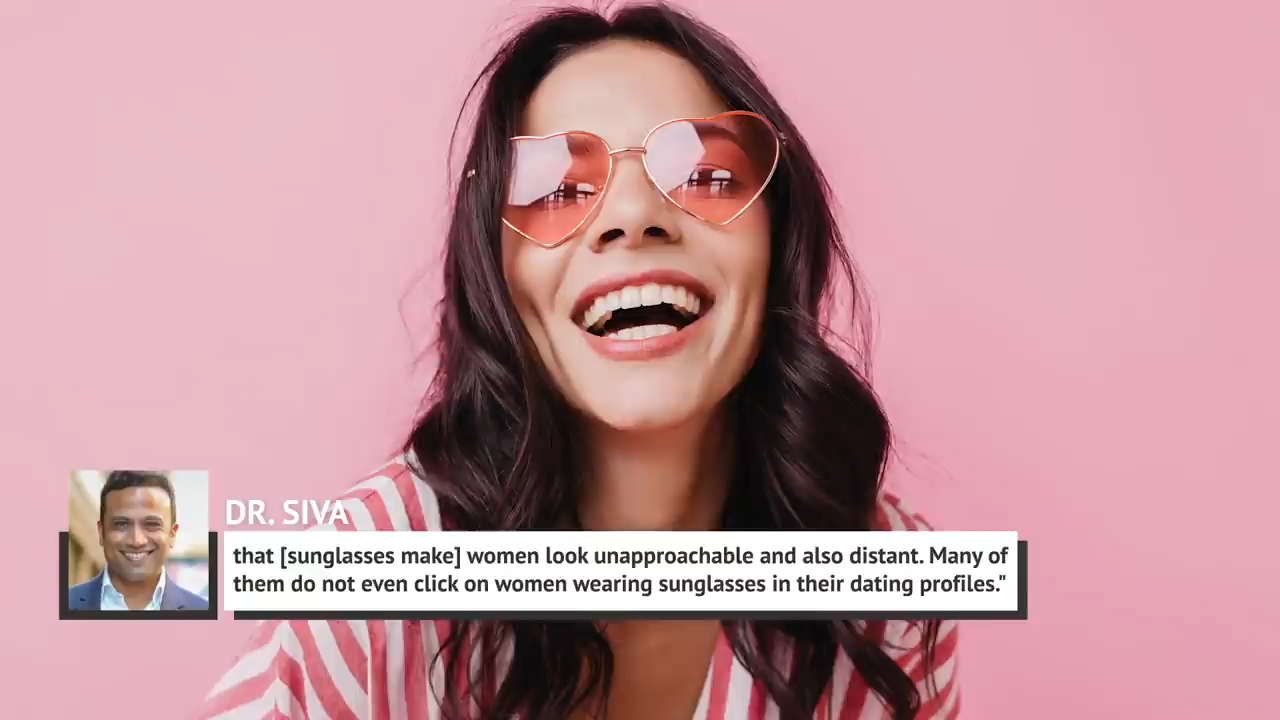 DR. SIVA
that [sunglasses make] women look unapproachable and also distant. Many of
them do not even click on women wearing sunglasses in their dating profiles."